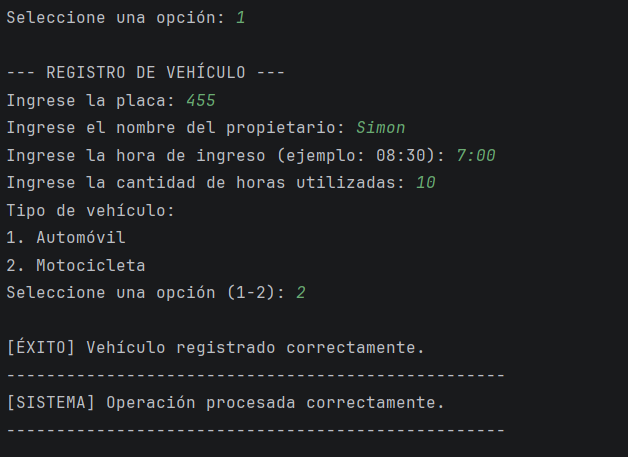 Seleccione una opción: 1
--- REGISTRO DE VEHÍCULO ---
Ingrese la placa: 455
Ingrese el nombre del propietario: Simon
Ingrese la hora de ingreso (ejemplo: 08:30): 7:00
Ingrese la cantidad de horas utilizadas: 10
Tipo de vehículo:
1. Automóvil
2. Motocicleta
Seleccione una opción (1-2): 2
[ÉXITO] Vehículo registrado correctamente.
--------------------------------------------------
[SISTEMA] Operación procesada correctamente.
--------------------------------------------------